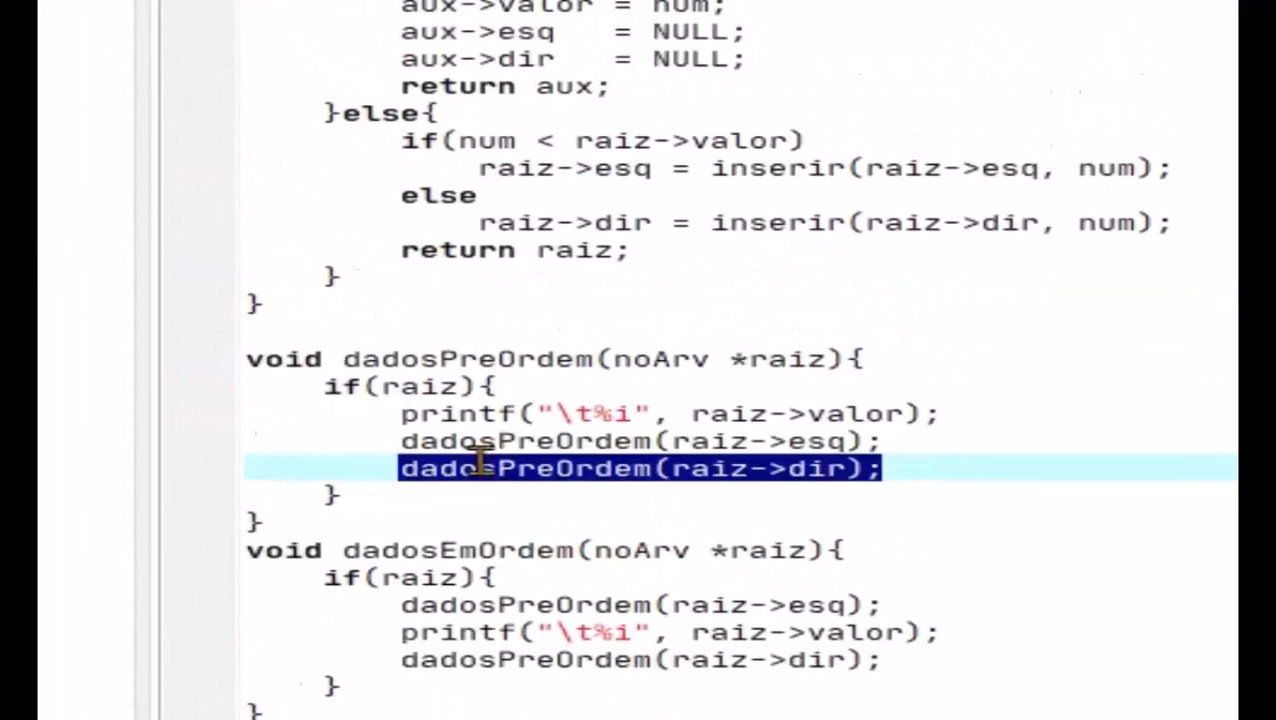 aux->valor = num;
aux->esq   = NULL;
aux->dir   = NULL;
return aux;
}else{
if(num < raiz->valor)
raiz->esq = inserir(raiz->esq, num);
else
raiz->dir = inserir(raiz->dir, num);
return raiz;
}
}
void dadosPreOrdem(noArv *raiz){
if(raiz){
printf("\t%i", raiz->valor);
dadosPreOrdem(raiz->esq);
dadosPreOrdem(raiz->dir);
}
}
void dadosEmOrdem(noArv *raiz){
if(raiz){
dadosPreOrdem(raiz->esq);
printf("\t%i", raiz->valor);
dadosPreOrdem(raiz->dir);
}
}